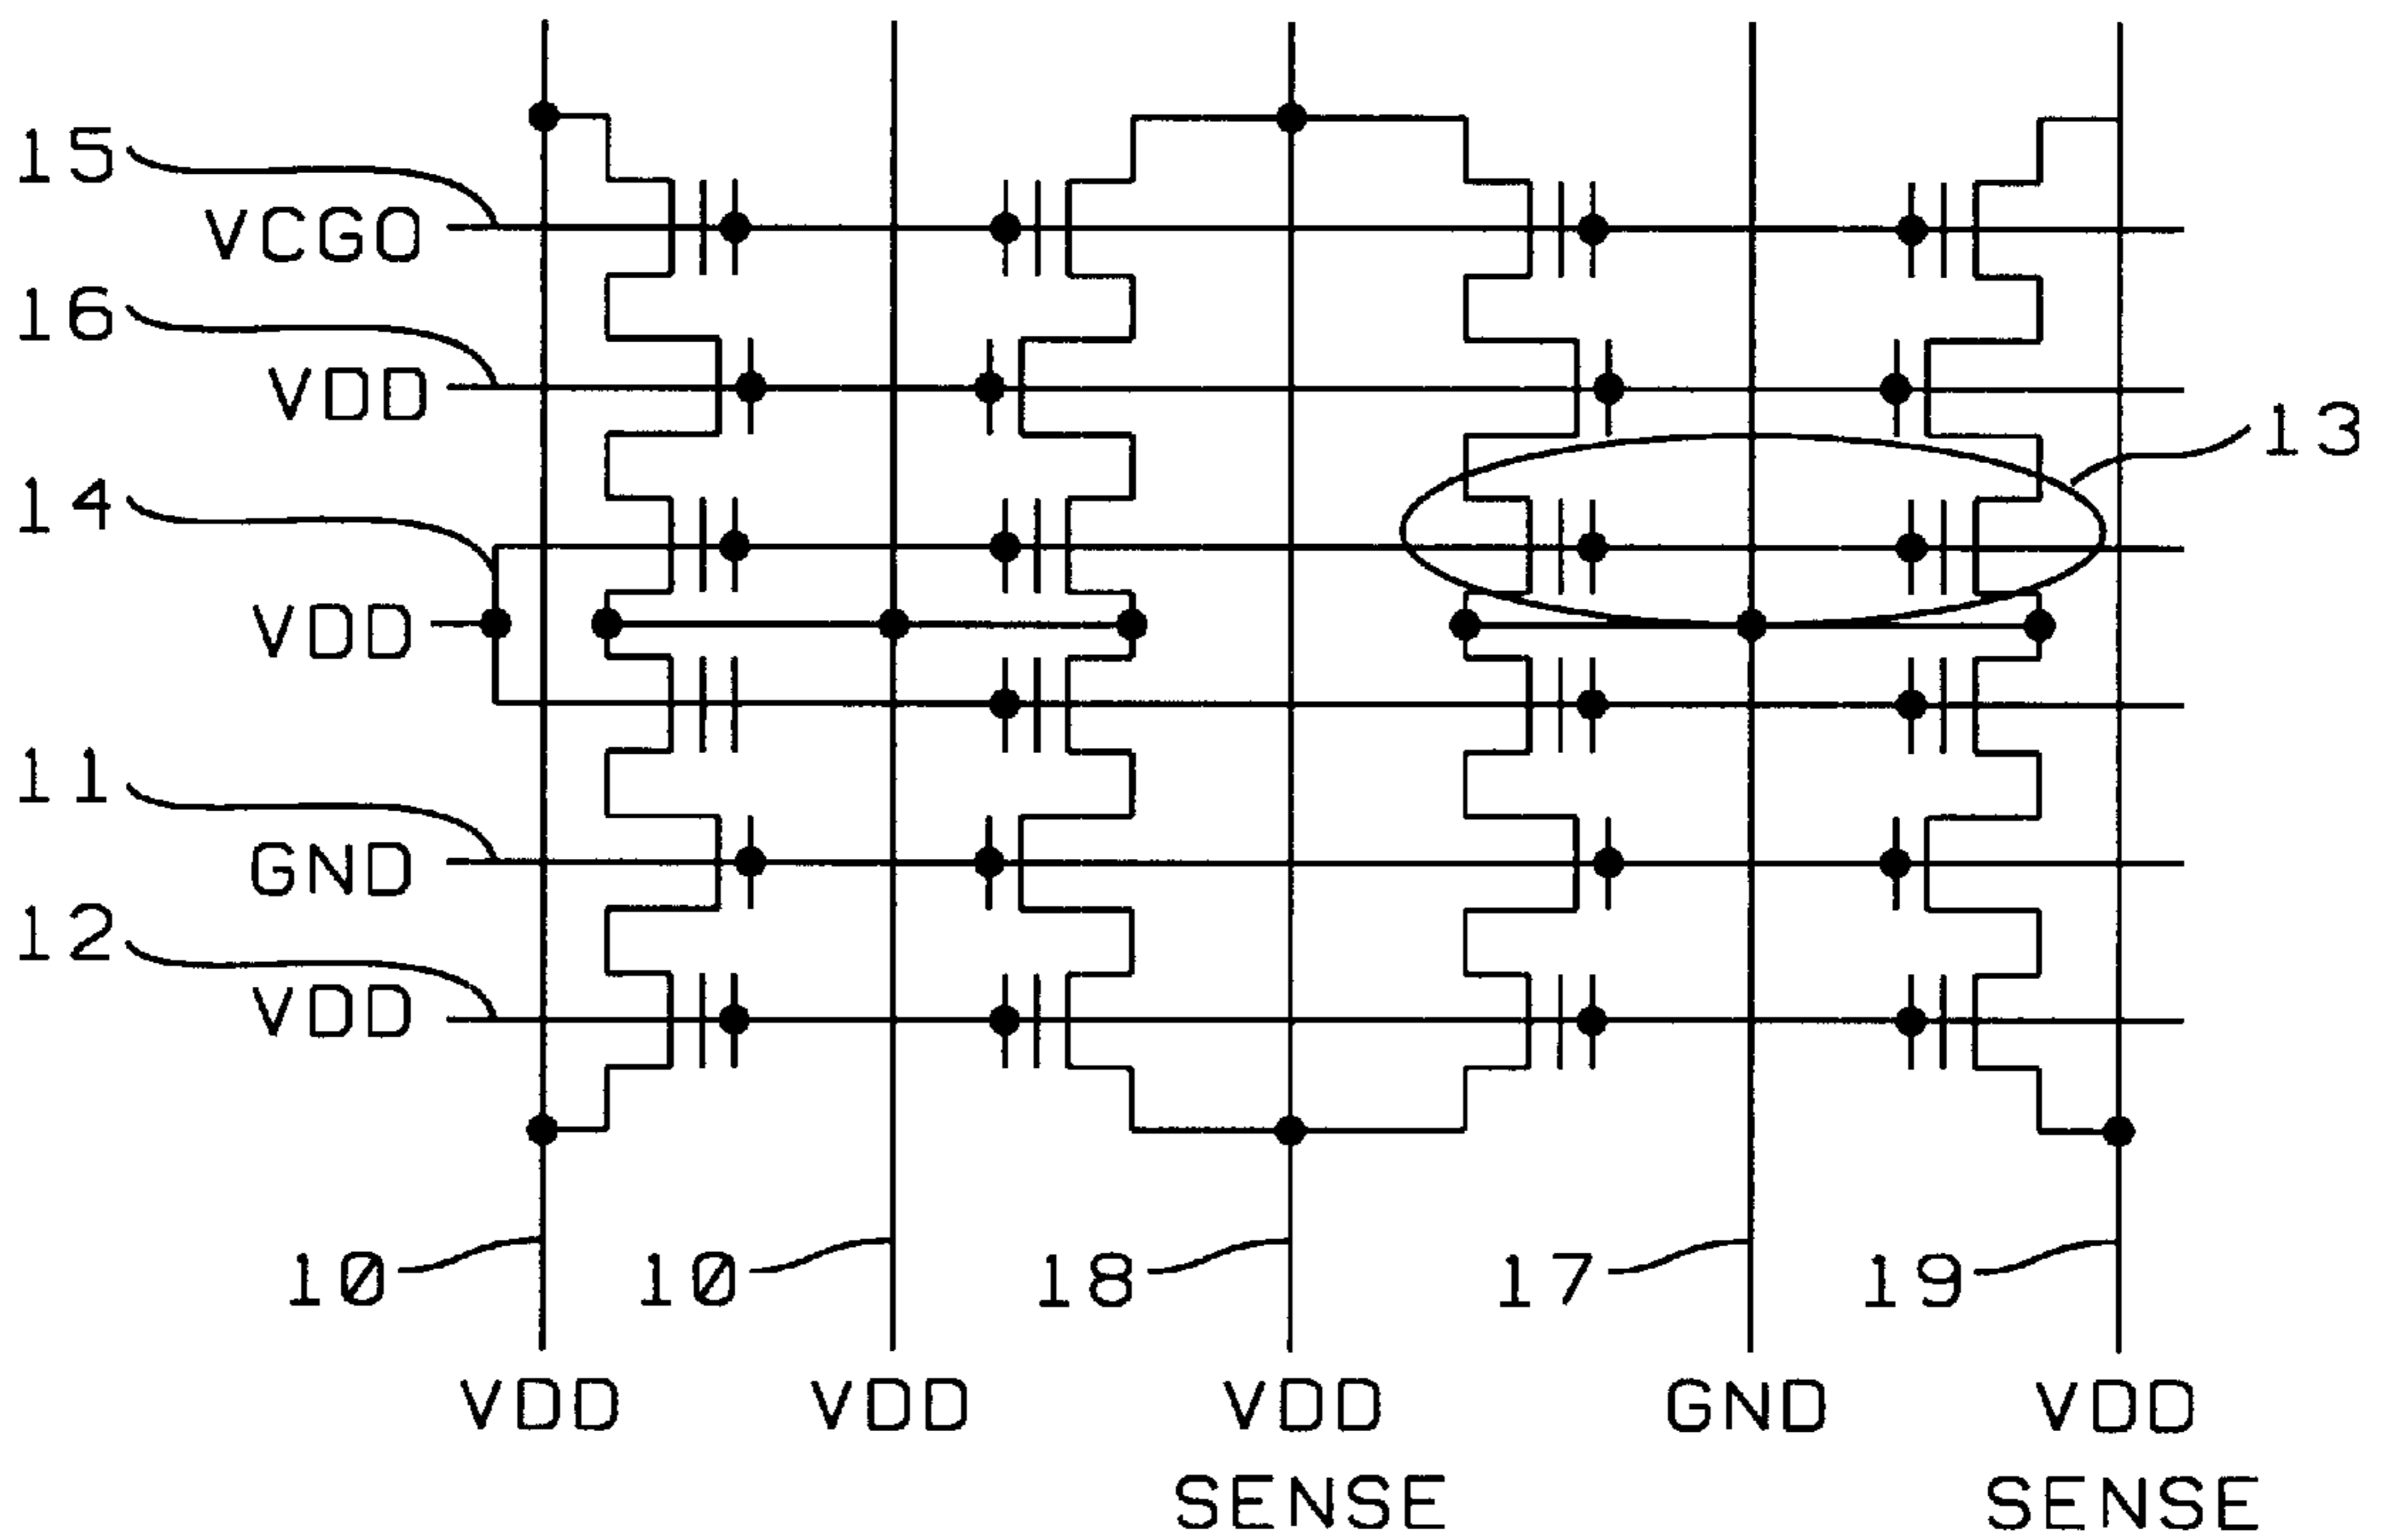 15
VCGO
16
VDD
13
14
VDD
11
GND
12
VDD
10 10 18 17 19
VDD VDD VDD GND VDD
SENSE SENSE